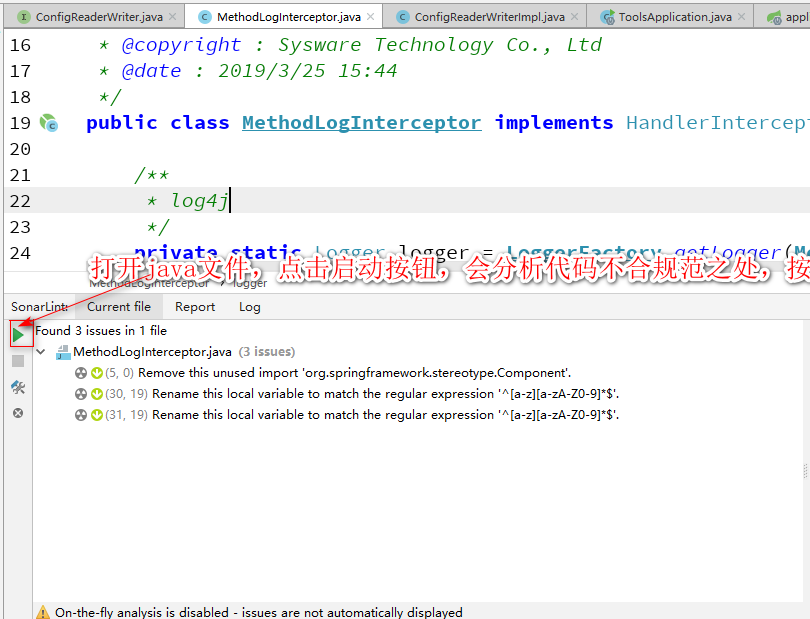 ConfigReaderWriter.java MethodLogInterceptor.java ConfigReaderWriterImpl.java ToolsApplication.java appl
16 * @copyright : Sysware Technology Co., Ltd
17 * @date : 2019/3/25 15:44
18 */
19 public class MethodLogInterceptor implements HandlerIntercept
20
21 /**
22 * log4j
23 */
24 private static Logger logger = LoggerFactory.getLogger(Me
打开java文件，点击启动按钮，会分析代码不合规范之处，按
MethodLogInterceptor logger
SonarLint: Current file Report Log
Found 3 issues in 1 file
MethodLogInterceptor.java (3 issues)
(5, 0) Remove this unused import 'org.springframework.stereotype.Component'.
(30, 19) Rename this local variable to match the regular expression '^[a-z][a-zA-Z0-9]*$'.
(31, 19) Rename this local variable to match the regular expression '^[a-z][a-zA-Z0-9]*$'.
On-the-fly analysis is disabled - issues are not automatically displayed